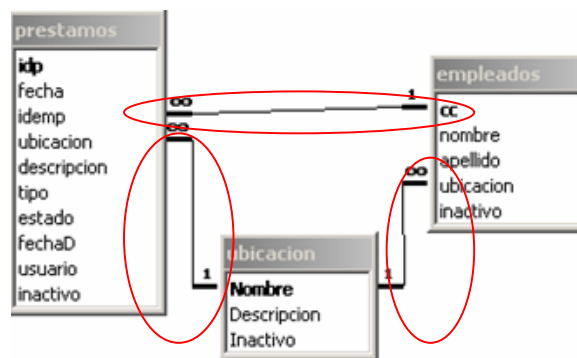 prestamos
idp
fecha
idemp
ubicacion
descripcion
tipo
estado
fechaD
usuario
inactivo
∞
1
∞
empleados
cc
nombre
apellido
ubicacion
inactivo
∞
1
1
ubicacion
Nombre
Descripcion
Inactivo